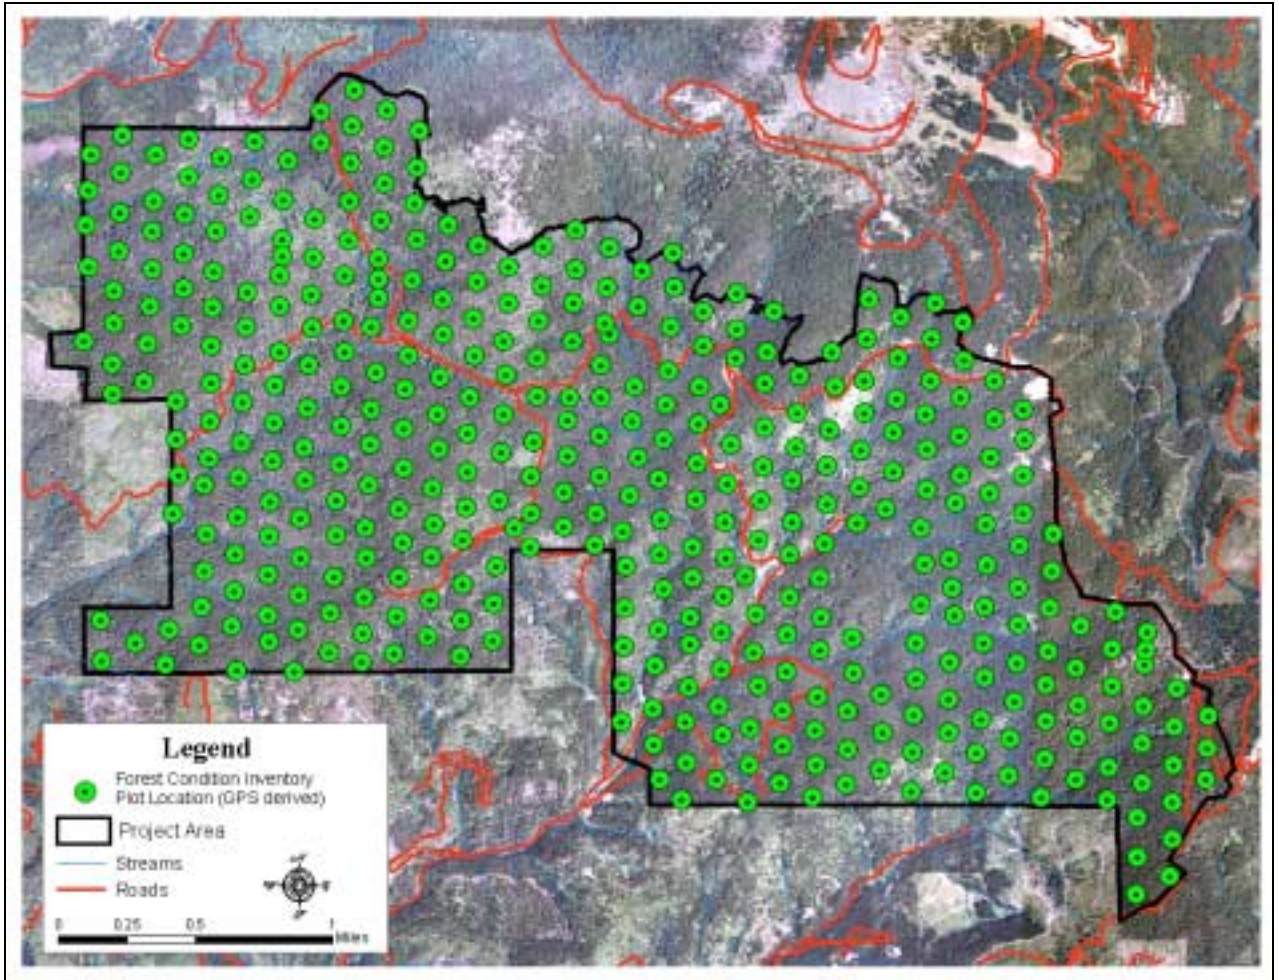 Legend
Forest Condition Inventory
Plot Location (GPS derived)
Project Area
Streams
Roads
0 0.25 0.5 1
Miles